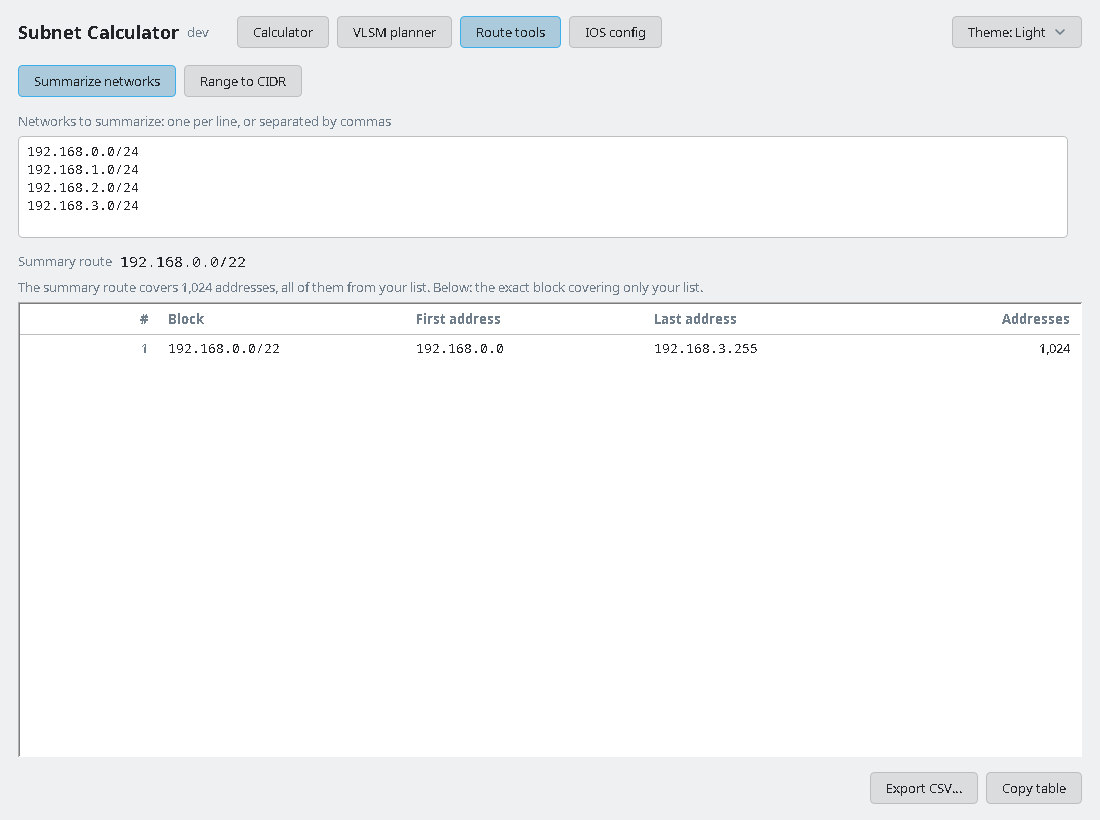 Subnet Calculator dev Calculator VLSM planner Route tools IOS config Theme: Light
Summarize networks Range to CIDR
Networks to summarize: one per line, or separated by commas
192.168.0.0/24
192.168.1.0/24
192.168.2.0/24
192.168.3.0/24
Summary route 192.168.0.0/22
The summary route covers 1,024 addresses, all of them from your list. Below: the exact block covering only your list.
# Block First address Last address Addresses
1 192.168.0.0/22 192.168.0.0 192.168.3.255 1,024
Export CSV... Copy table